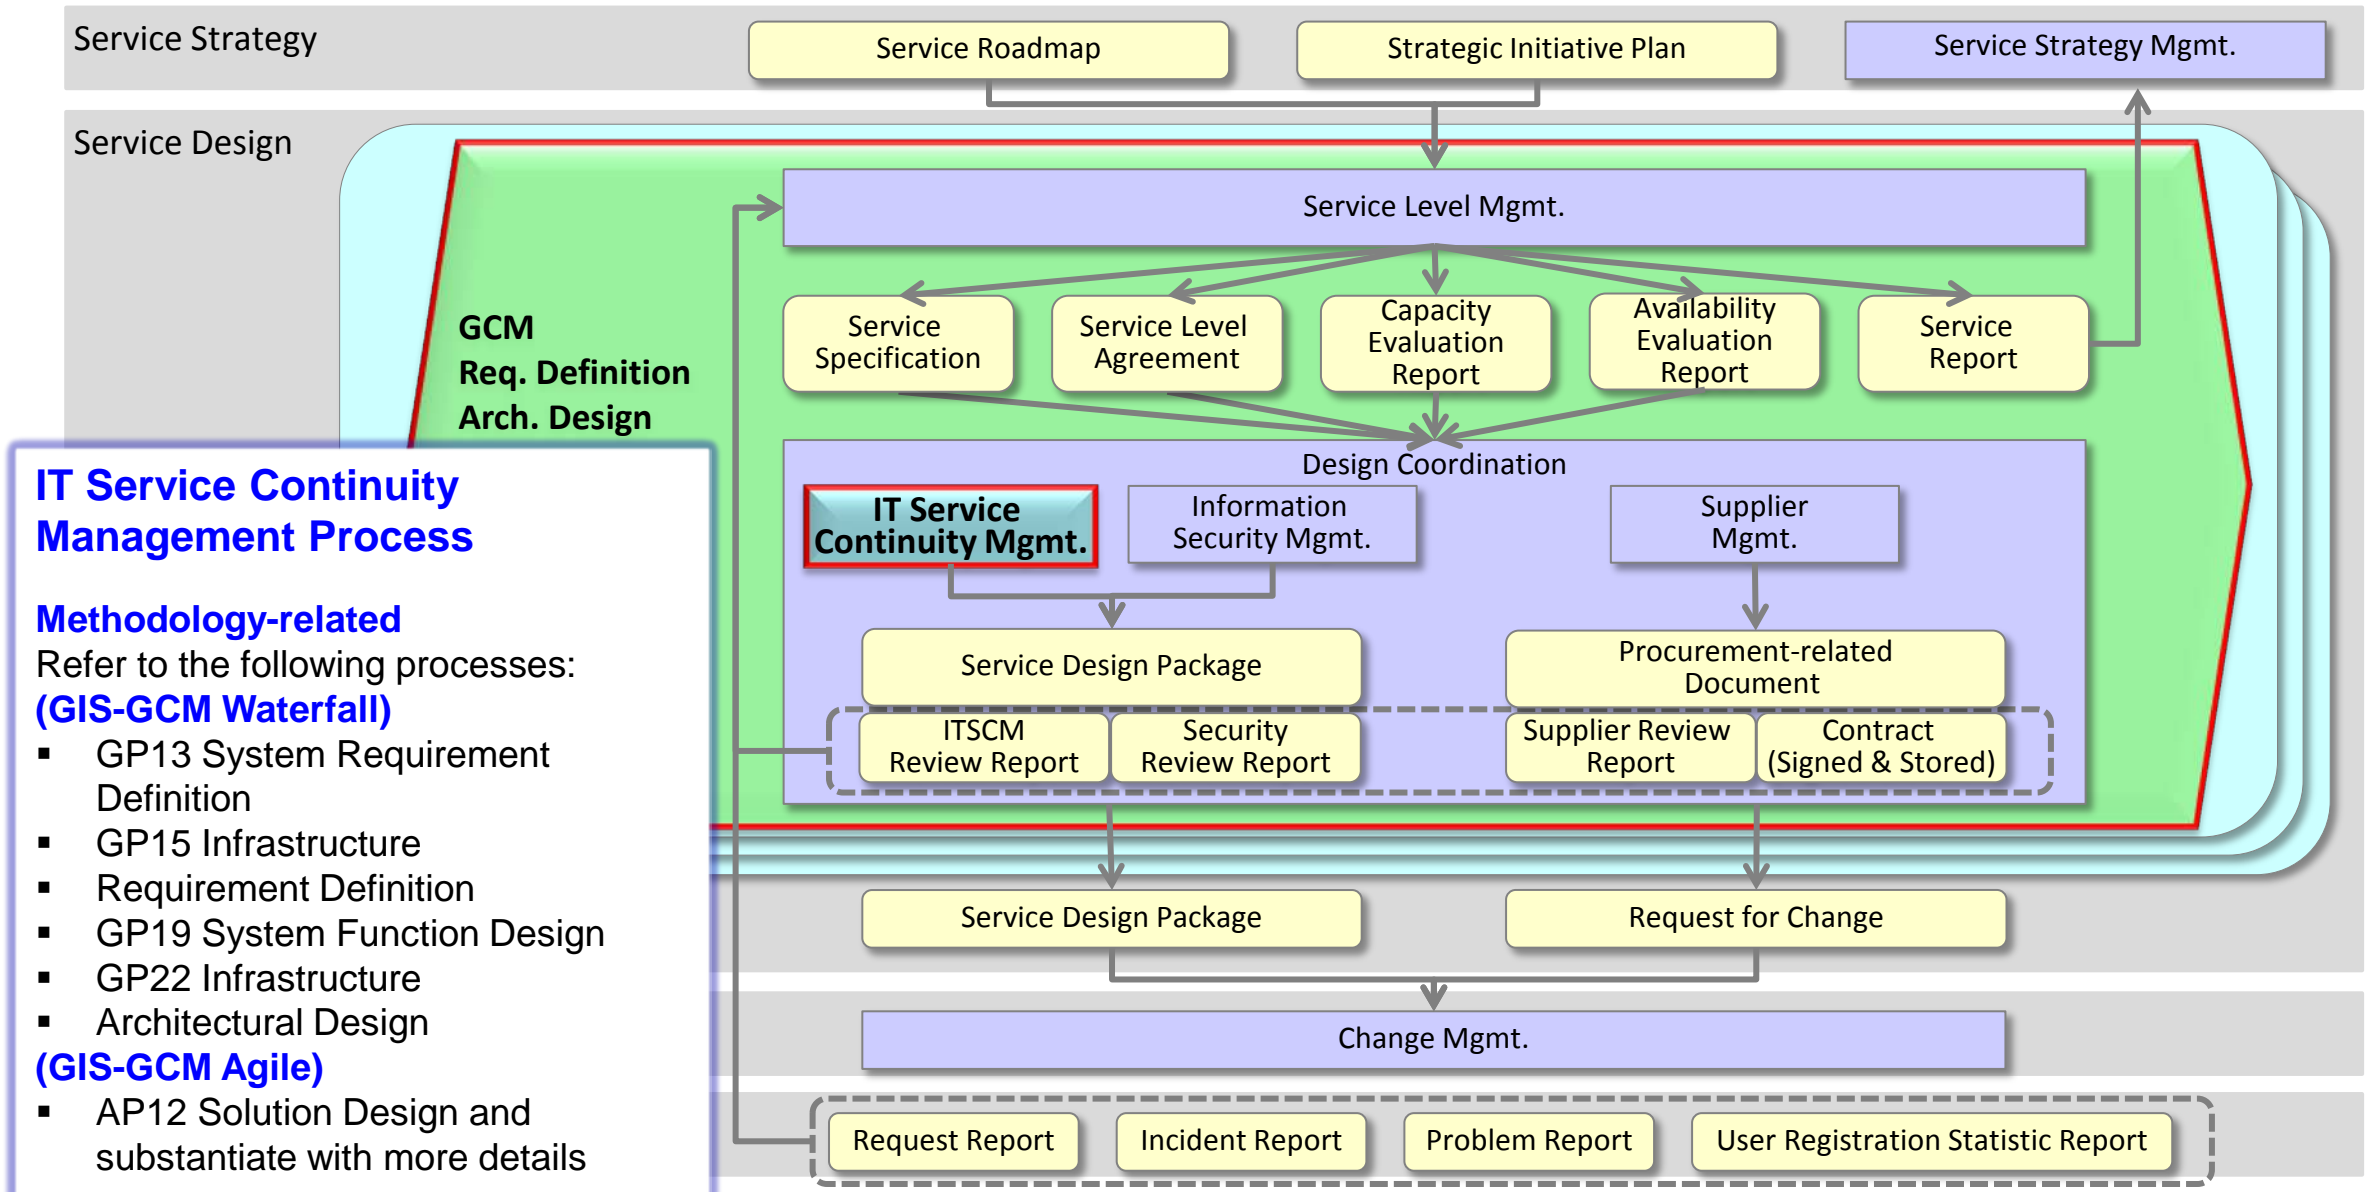 Service Strategy
Service Roadmap
Strategic Initiative Plan
Service Strategy Mgmt.
Service Design
Service Level Mgmt.
GCM
Req. Definition
Arch. Design
Service
Specification
Service Level
Agreement
Capacity
Evaluation
Report
Availability
Evaluation
Report
Service
Report
Design Coordination
IT Service
Continuity Mgmt.
Information
Security Mgmt.
Supplier
Mgmt.
Service Design Package
Procurement-related
Document
ITSCM
Review Report
Security
Review Report
Supplier Review
Report
Contract
(Signed & Stored)
Service Design Package
Request for Change
Change Mgmt.
Request Report
Incident Report
Problem Report
User Registration Statistic Report
IT Service Continuity
Management Process
Methodology-related
Refer to the following processes:
(GIS-GCM Waterfall)
▪ GP13 System Requirement
Definition
▪ GP15 Infrastructure
▪ Requirement Definition
▪ GP19 System Function Design
▪ GP22 Infrastructure
▪ Architectural Design
(GIS-GCM Agile)
▪ AP12 Solution Design and
substantiate with more details